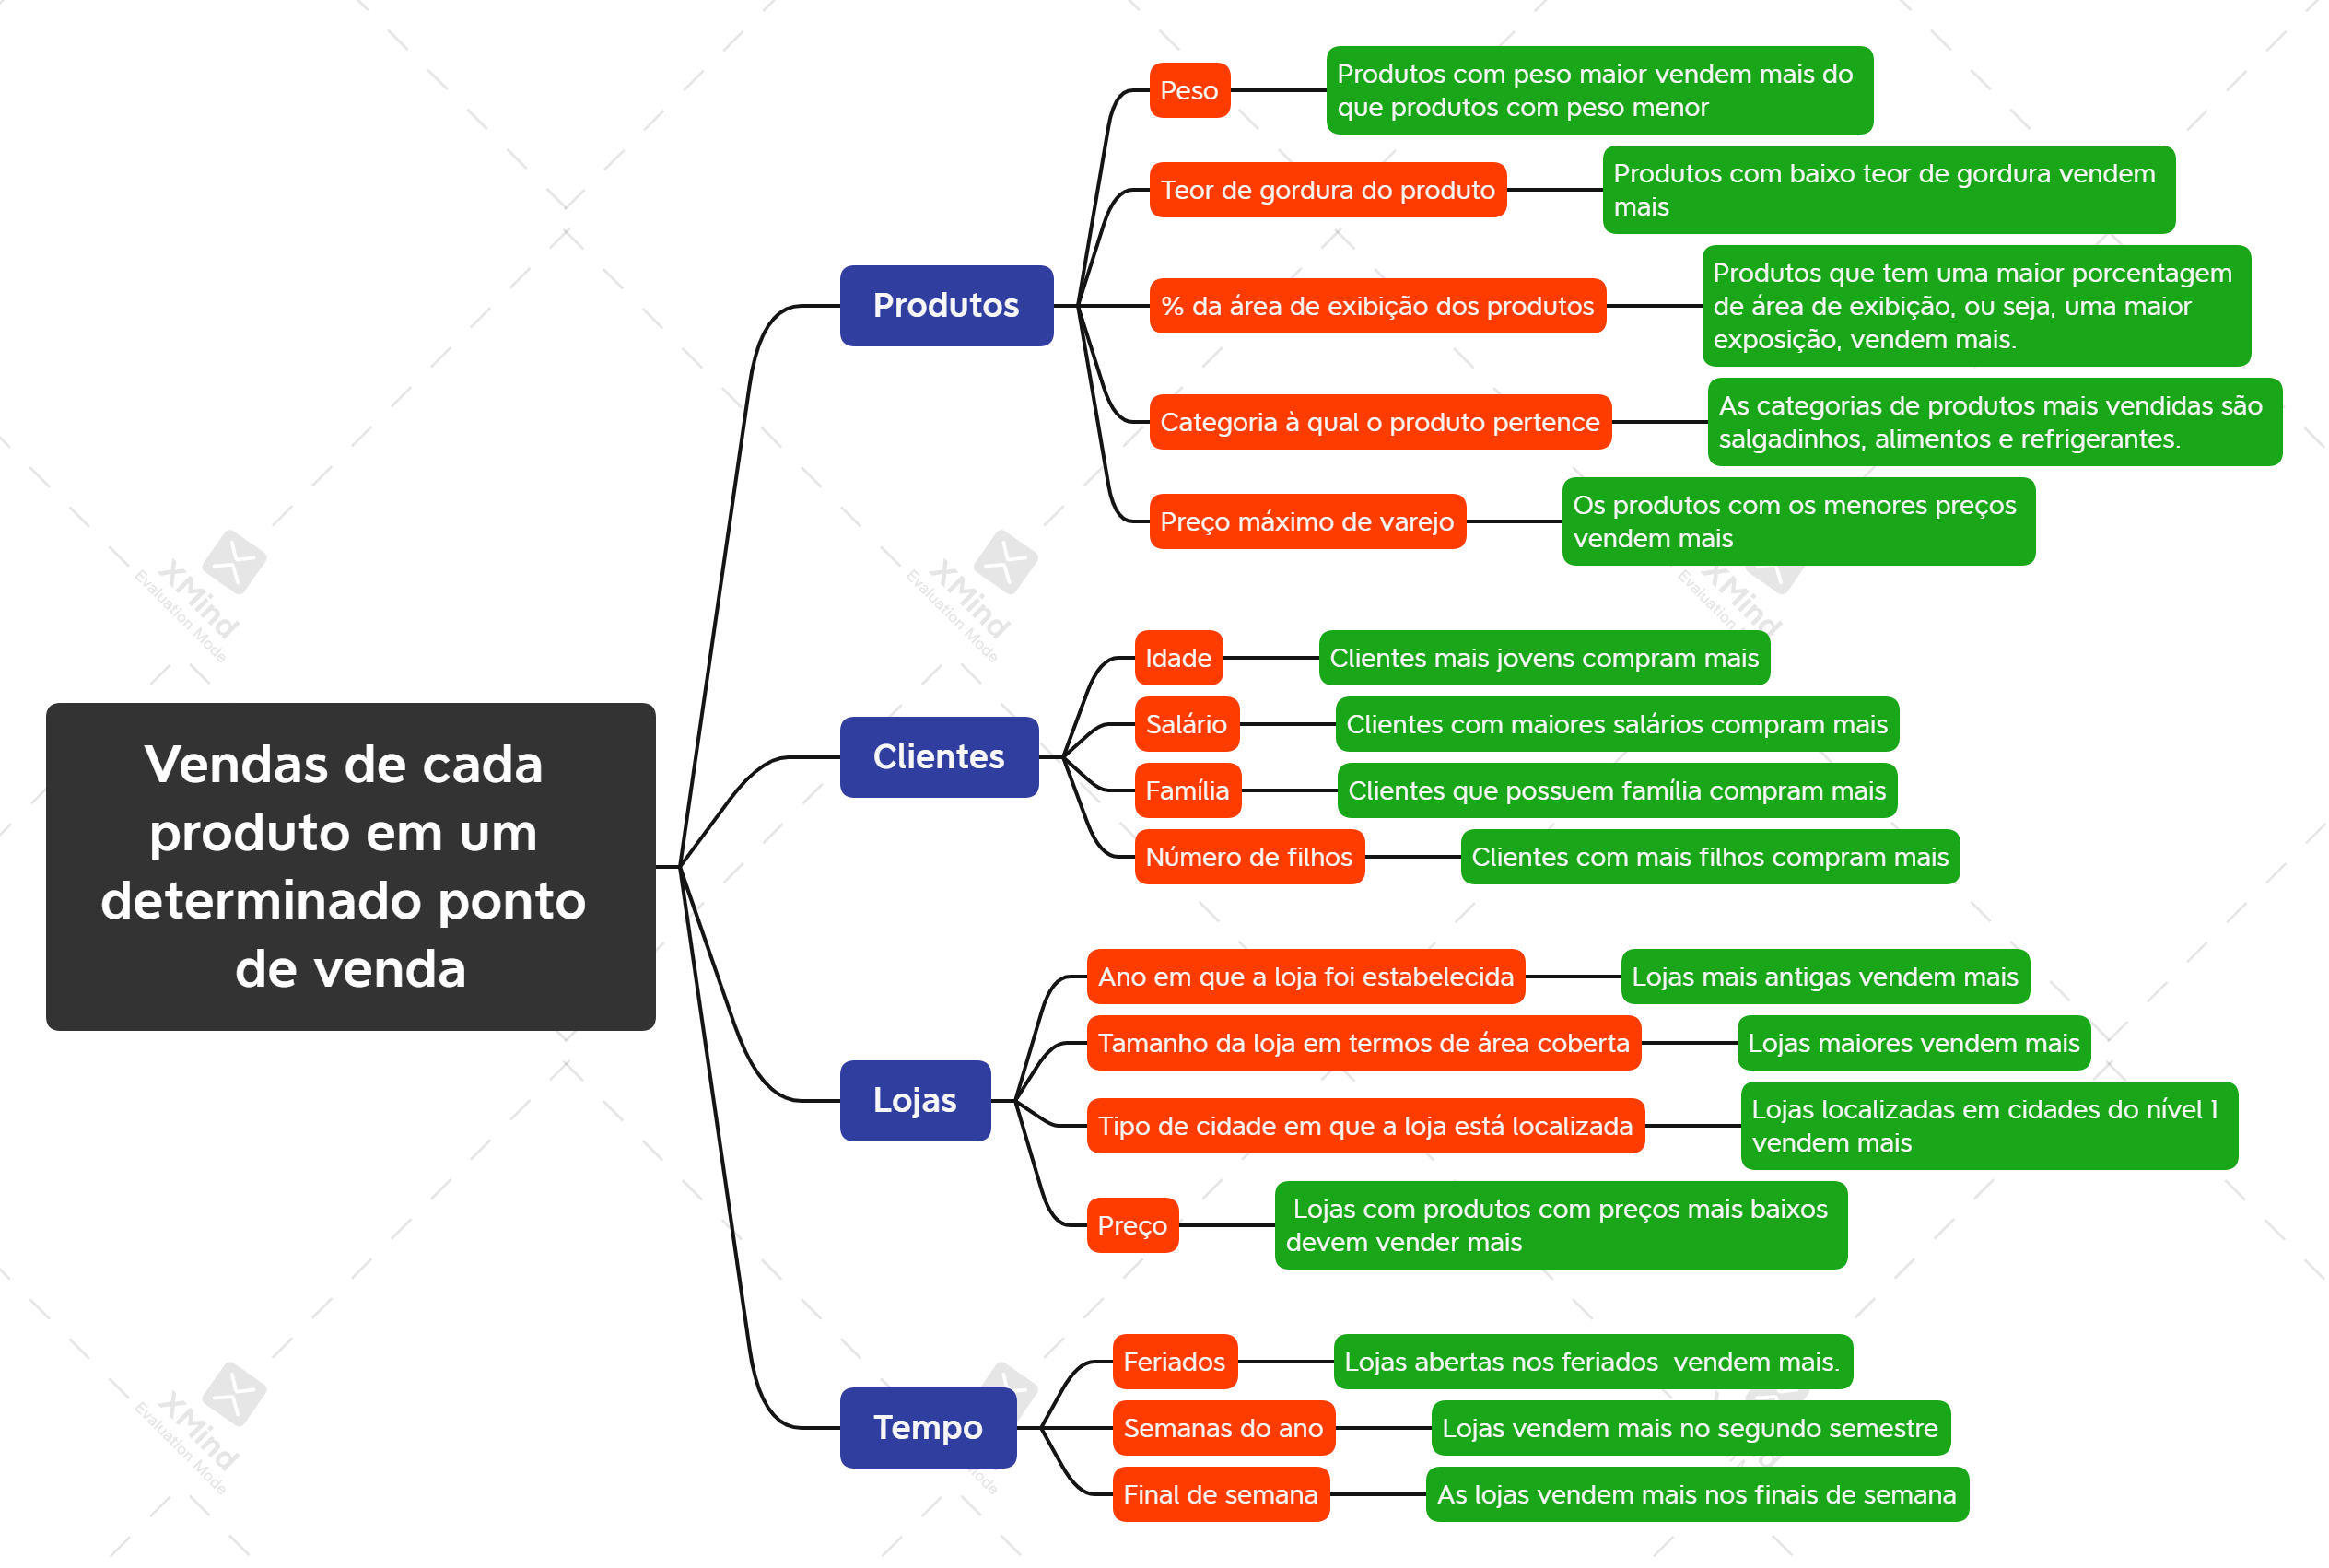 Peso
Produtos com peso maior vendem mais do
que produtos com peso menor
Teor de gordura do produto
Produtos com baixo teor de gordura vendem
mais
Produtos
% da área de exibição dos produtos
Produtos que tem uma maior porcentagem
de área de exibição, ou seja, uma maior
exposição, vendem mais.
Categoria à qual o produto pertence
As categorias de produtos mais vendidas são
salgadinhos, alimentos e refrigerantes.
Preço máximo de varejo
Os produtos com os menores preços
vendem mais
XMind
Evaluation Mode
XMind
Evaluation Mode
XMind
Evaluation
Vendas de cada
produto em um
determinado ponto
de venda
Clientes
Idade
Clientes mais jovens compram mais
Salário
Clientes com maiores salários compram mais
Família
Clientes que possuem família compram mais
Número de filhos
Clientes com mais filhos compram mais
Lojas
Ano em que a loja foi estabelecida
Lojas mais antigas vendem mais
Tamanho da loja em termos de área coberta
Lojas maiores vendem mais
Tipo de cidade em que a loja está localizada
Lojas localizadas em cidades do nível 1
vendem mais
Preço
Lojas com produtos com preços mais baixos
devem vender mais
Tempo
Feriados
Lojas abertas nos feriados  vendem mais.
Semanas do ano
Lojas vendem mais no segundo semestre
Final de semana
As lojas vendem mais nos finais de semana
XMind
Evaluation Mode